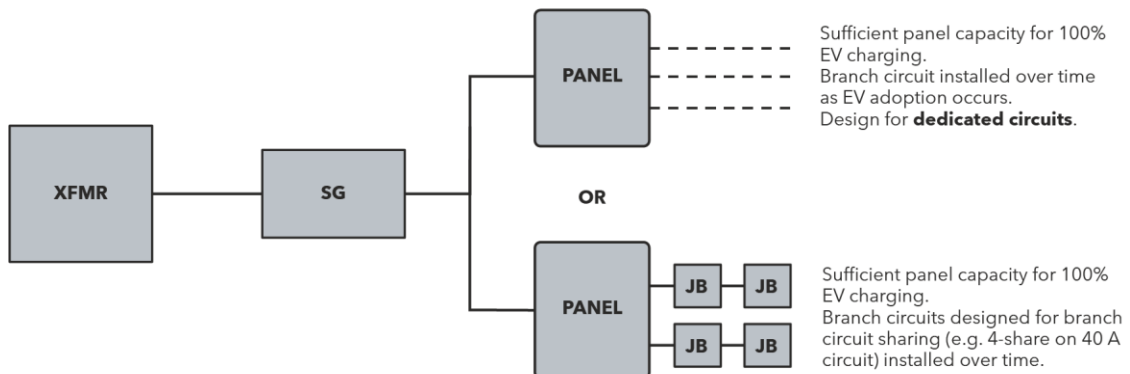 Sufficient panel capacity for 100%
EV charging.
Branch circuit installed over time
as EV adoption occurs.
Design for dedicated circuits.
PANEL
XFMR
SG
OR
PANEL
JB
JB
JB
JB
Sufficient panel capacity for 100%
EV charging.
Branch circuits designed for branch
circuit sharing (e.g. 4-share on 40 A
circuit) installed over time.